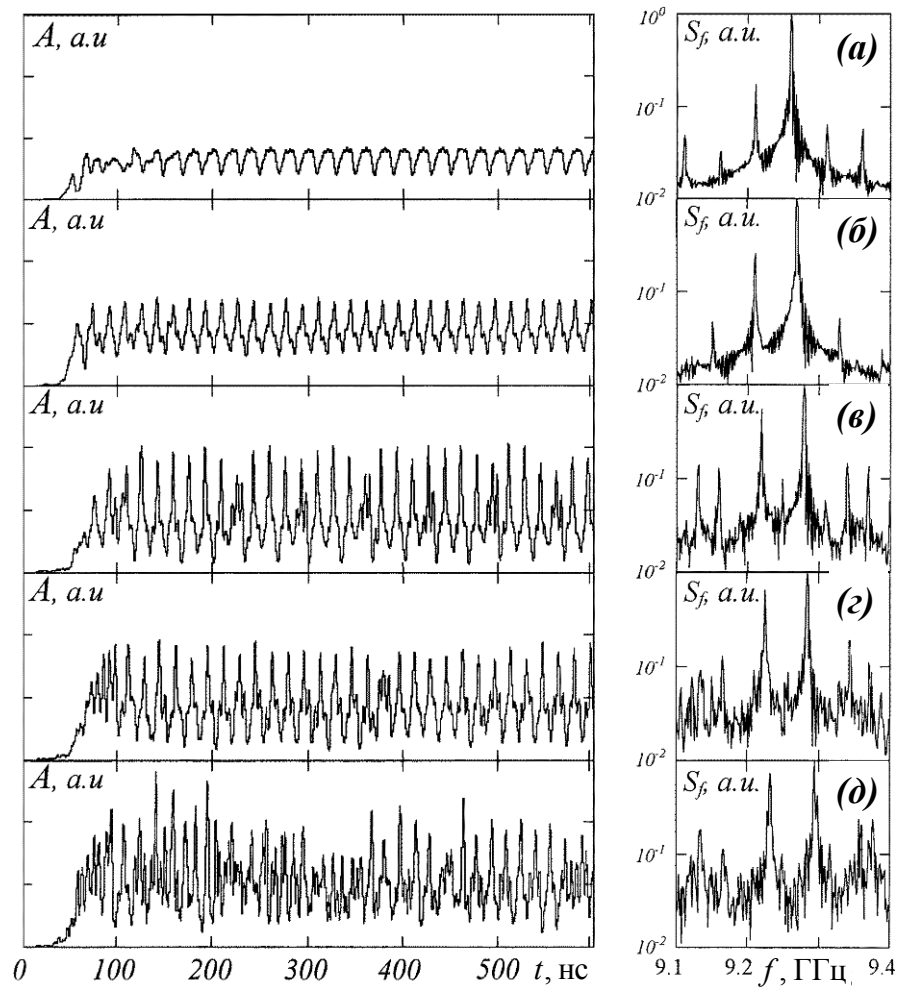 A, a.u
S_f, a.u.
(а)
10^0
10^-1
10^-2
A, a.u
S_f, a.u.
(б)
10^-1
10^-2
A, a.u
S_f, a.u.
(в)
10^-1
10^-2
A, a.u
S_f, a.u.
(г)
10^-1
10^-2
A, a.u
S_f, a.u.
(д)
10^-1
10^-2
0 100 200 300 400 500 t, нс
9.1 9.2 f, ГГц 9.4